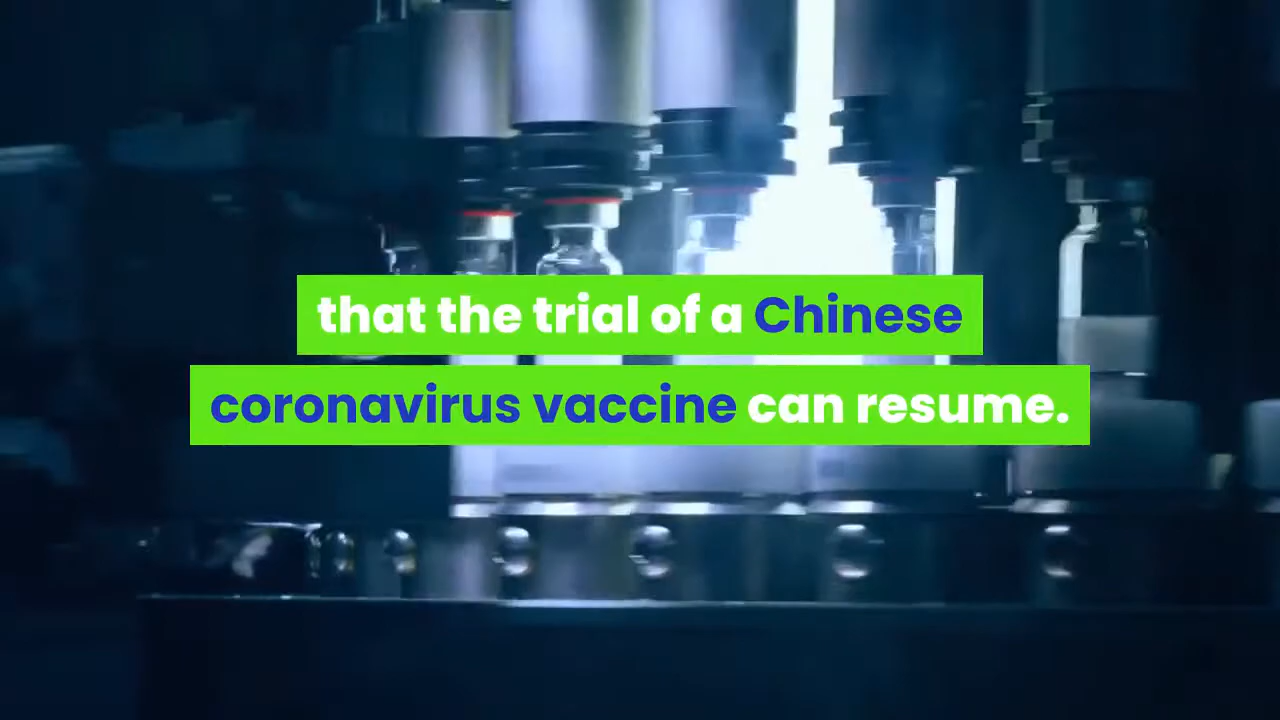 that the trial of a Chinese
coronavirus vaccine can resume.